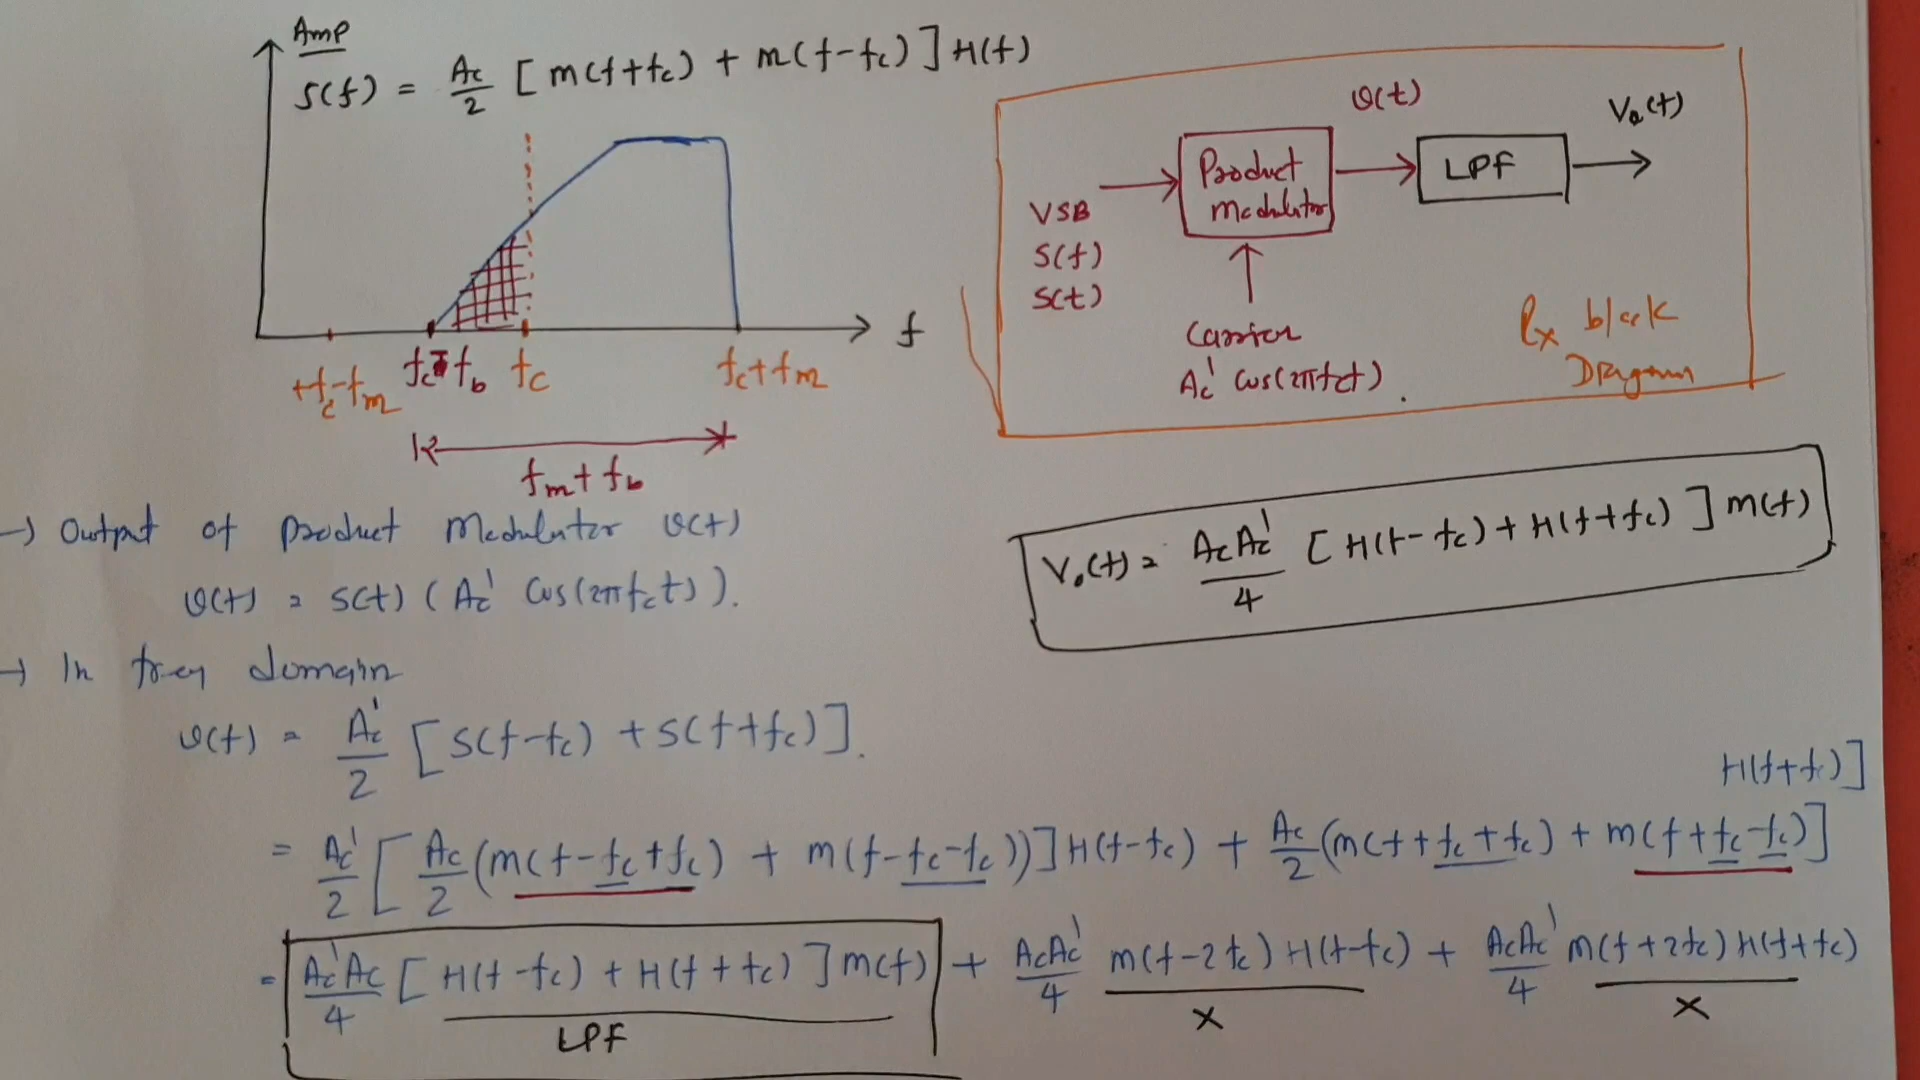 Amp
S(f) = Ac/2 [ m(f+fc) + m(f-fc) ] H(f)
+fc-fm fc-fb fc fc+fm f
fm + fb
VSB
S(f)
S(t)
Product
Modulator
v(t)
LPF
Vo(t)
Carrier
Ac' Cos(2πfct).
Rx block
Diagram
→ Output of product Modulator v(t)
v(t) = S(t) ( Ac' Cos(2πfct) ).
→ In freq domain
v(f) = Ac'/2 [ S(f-fc) + S(f+fc) ].
Vo(f) = AcAc'/4 [ H(f-fc) + H(f+fc) ] m(f)
H(f+fc)]
= Ac'/2 [ Ac/2 (m(f-fc+fc) + m(f-fc-fc)) ] H(f-fc) + Ac/2 (m(f+fc+fc) + m(f+fc-fc) ]
= Ac'Ac/4 [ H(f-fc) + H(f+fc) ] m(f) + AcAc'/4 m(f-2fc) H(f-fc) + AcAc'/4 m(f+2fc) H(f+fc)
LPF X X